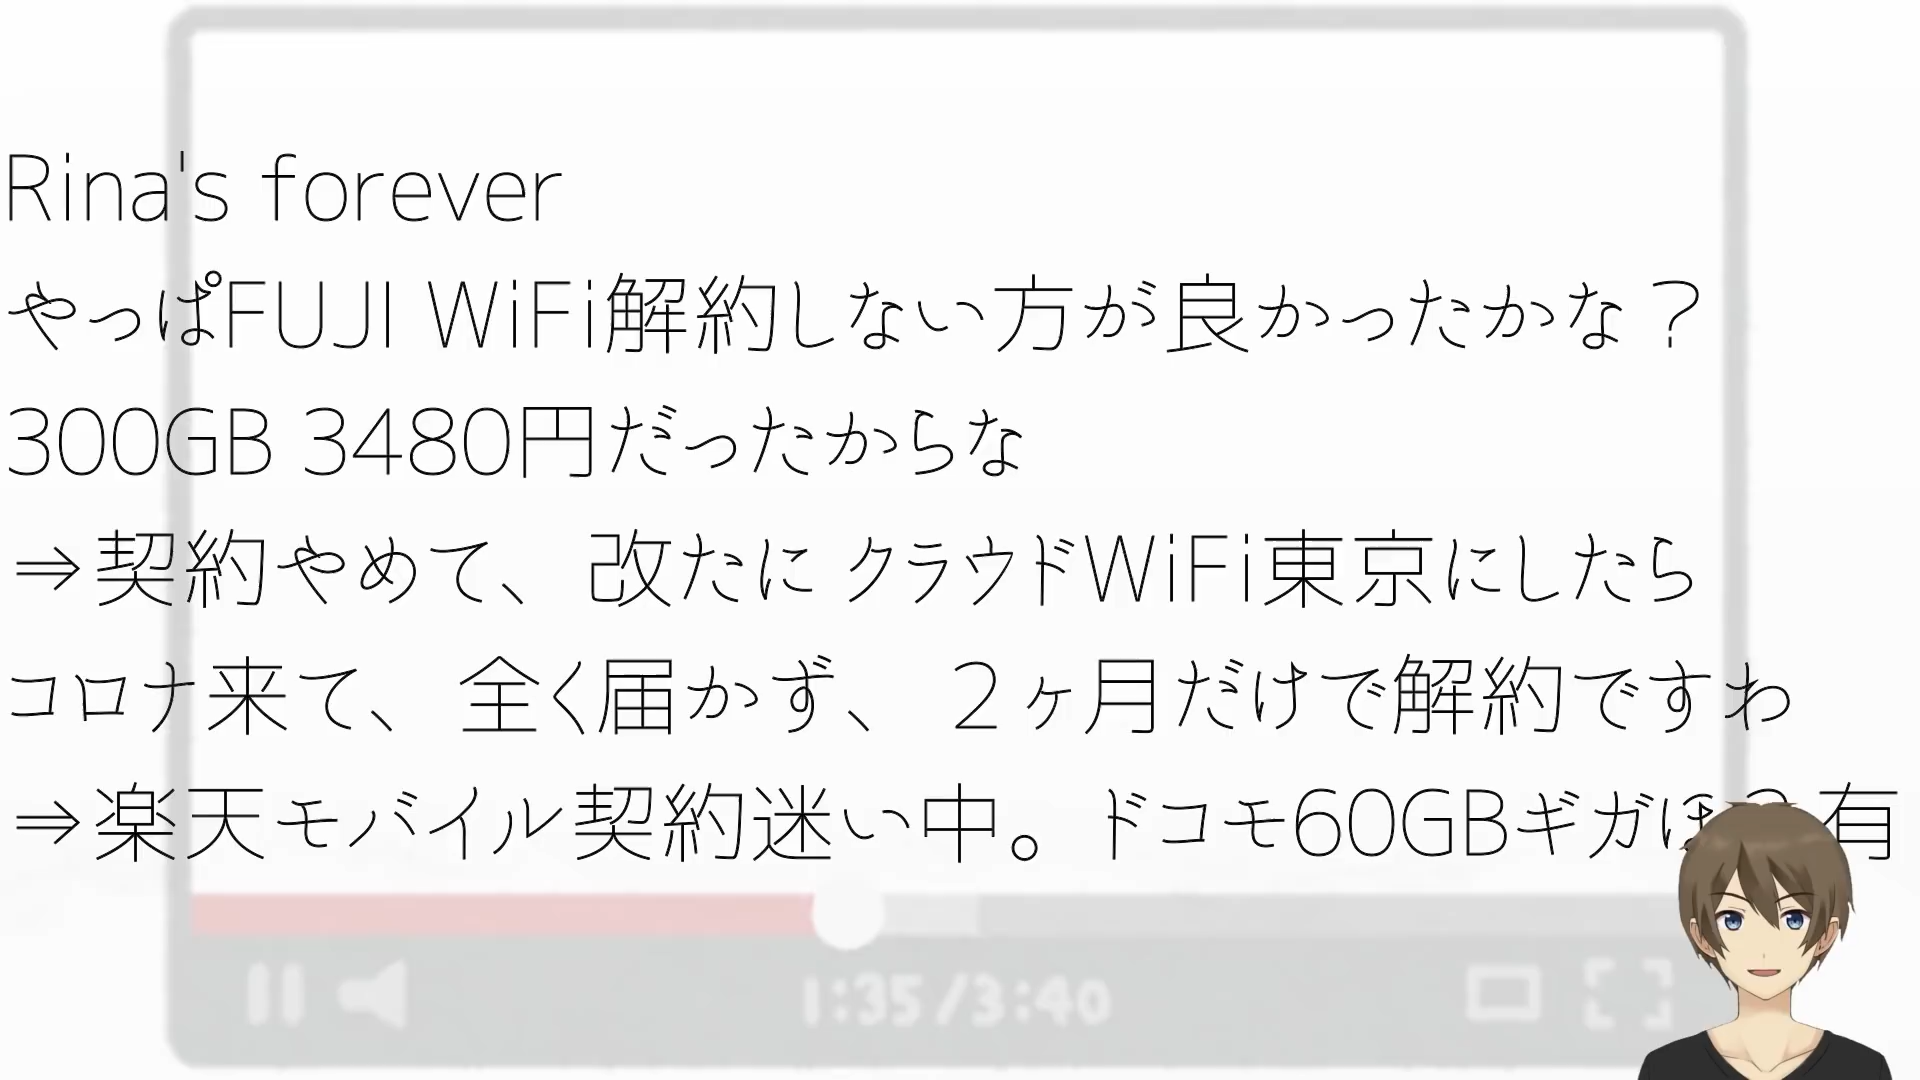 Rina's forever
やっぱFUJI WiFi解約しない方が良かったかな？
300GB 3480円だったからな
⇒契約やめて、改たに クラウドWiFi東京にしたら
コロナ来て、 全く届かず、 ２ヶ月だけで解約ですわ
⇒楽天モバイル契約迷い中。ドコモ60GBギガほ 有
1:35/3:40